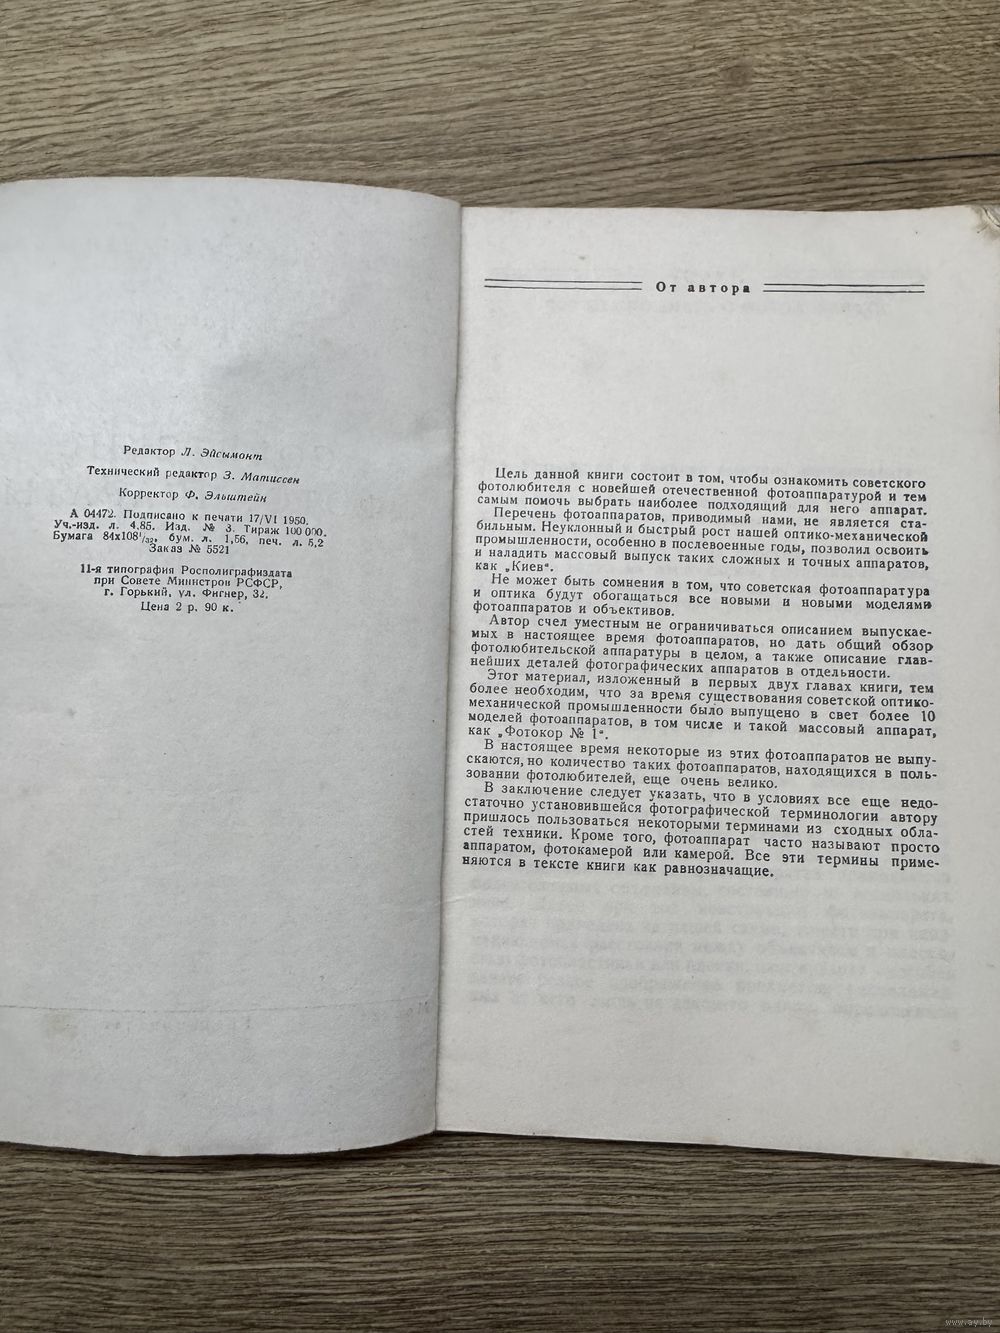 Редактор Л. Эйсымонт
Технический редактор З. Матиссен
Корректор Ф. Эльштейн
А 04472. Подписано к печати 17/VI 1950.
Уч.-изд. л. 4,85. Изд. № 3. Тираж 100 000.
Бумага 84x108¹/₃₂, бум. л. 1,56, печ. л. 5,2
Заказ № 5521
11-я типография Росполиграфиздата
при Совете Министров РСФСР,
г. Горький, ул. Фигнер, 32.
Цена 2 р. 90 к.
От автора
Цель данной книги состоит в том, чтобы ознакомить советского
фотолюбителя с новейшей отечественной фотоаппаратурой и тем
самым помочь выбрать наиболее подходящий для него аппарат.
Перечень фотоаппаратов, приводимый нами, не является ста-
бильным. Неуклонный и быстрый рост нашей оптико-механической
промышленности, особенно в послевоенные годы, позволил освоить
и наладить массовый выпуск таких сложных и точных аппаратов,
как „Киев“.
Не может быть сомнения в том, что советская фотоаппаратура
и оптика будут обогащаться все новыми и новыми моделями
фотоаппаратов и объективов.
Автор счел уместным не ограничиваться описанием выпускае-
мых в настоящее время фотоаппаратов, но дать общий обзор
фотолюбительской аппаратуры в целом, а также описание глав-
нейших деталей фотографических аппаратов в отдельности.
Этот материал, изложенный в первых двух главах книги, тем
более необходим, что за время существования советской оптико-
механической промышленности было выпущено в свет более 10
моделей фотоаппаратов, в том числе и такой массовый аппарат,
как „Фотокор № 1“.
В настоящее время некоторые из этих фотоаппаратов не выпу-
скаются, но количество таких фотоаппаратов, находящихся в поль-
зовании фотолюбителей, еще очень велико.
В заключение следует указать, что в условиях все еще недо-
статочно установившейся фотографической терминологии автору
пришлось пользоваться некоторыми терминами из сходных обла-
стей техники. Кроме того, фотоаппарат часто называют просто
аппаратом, фотокамерой или камерой. Все эти термины приме-
няются в тексте книги как равнозначащие.
www.ay.by